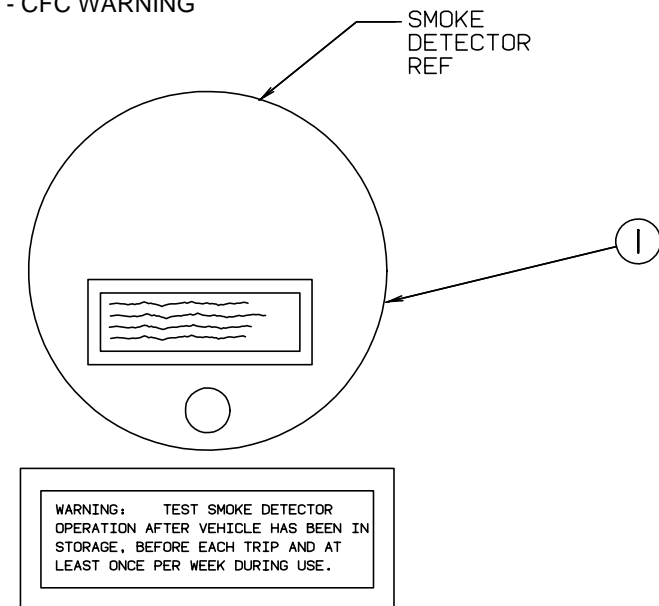 - CFC WARNING
SMOKE
DETECTOR
REF
1
WARNING: TEST SMOKE DETECTOR
OPERATION AFTER VEHICLE HAS BEEN IN
STORAGE, BEFORE EACH TRIP AND AT
LEAST ONCE PER WEEK DURING USE.